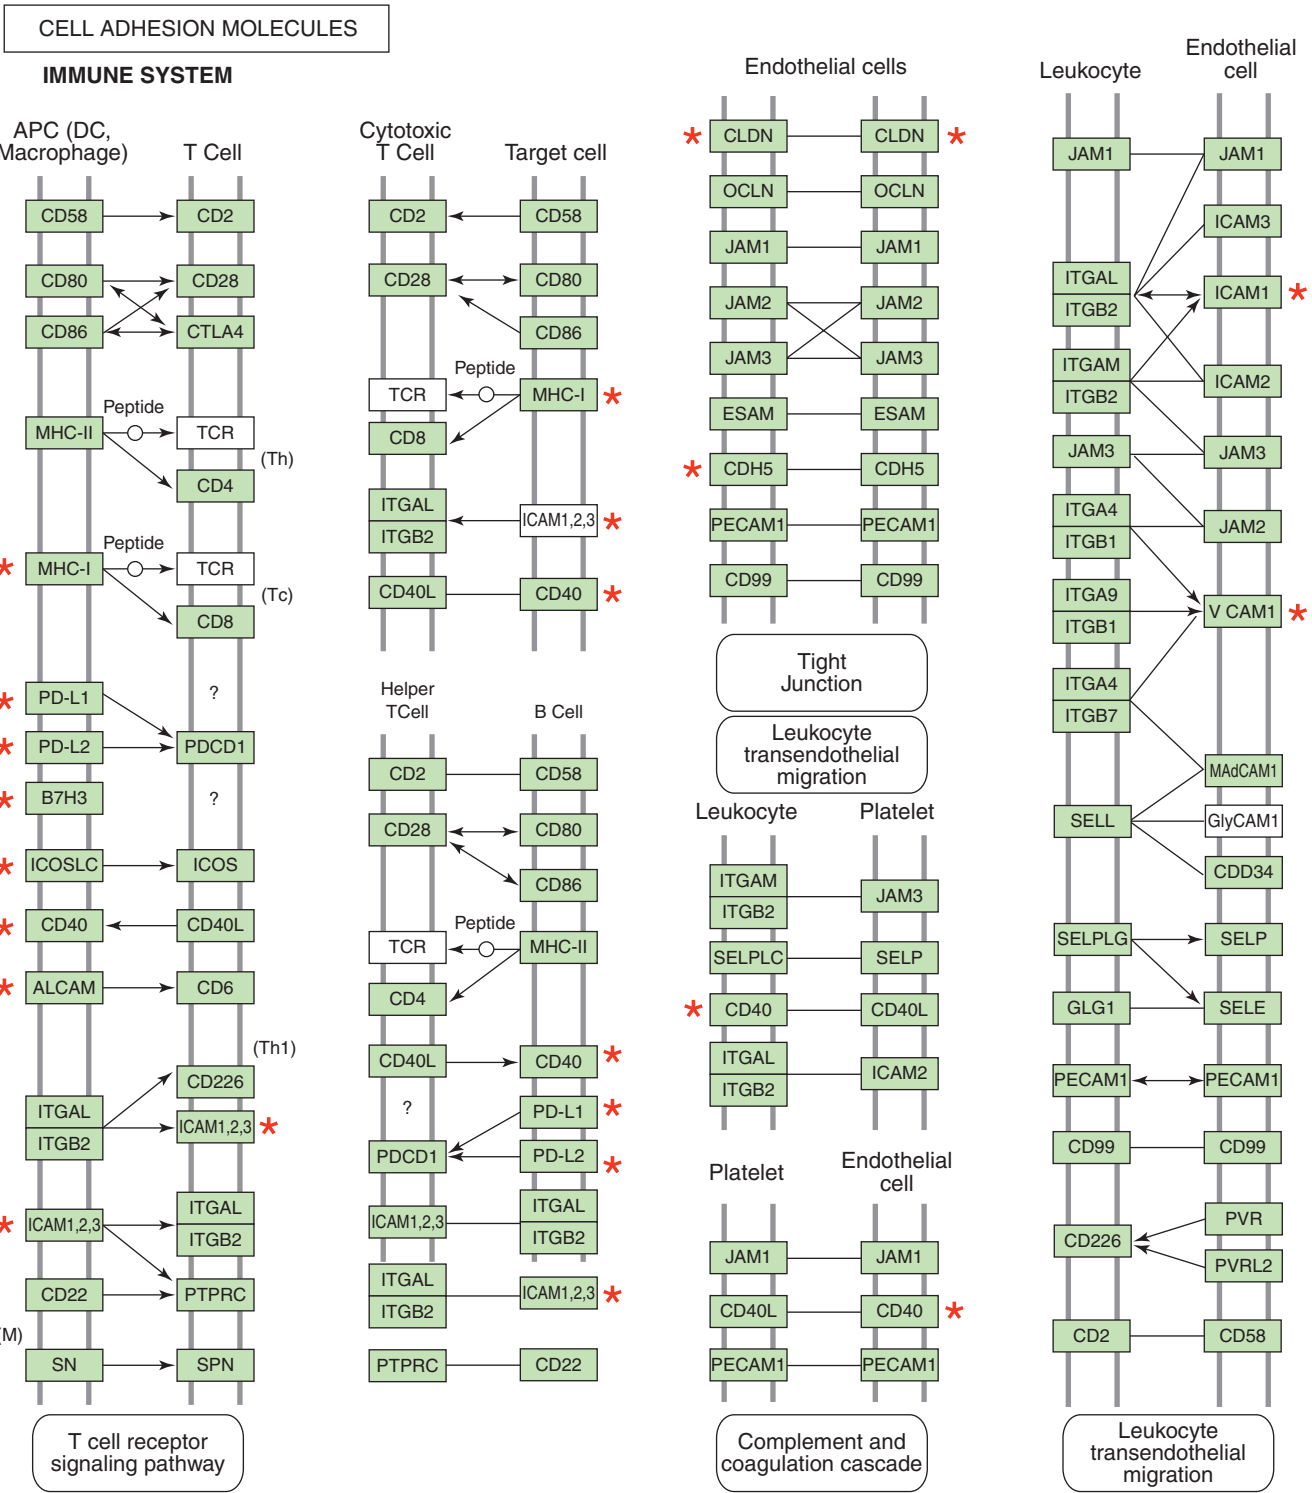 CELL ADHESION MOLECULES
IMMUNE SYSTEM
APC (DC,
Macrophage)
T Cell
CD58
CD2
CD80
CD28
CD86
CTLA4
Peptide
MHC-II
TCR
(Th)
CD4
Peptide
MHC-I
TCR
(Tc)
CD8
PD-L1
?
PD-L2
PDCD1
B7H3
?
ICOSLC
ICOS
CD40
CD40L
ALCAM
CD6
(Th1)
CD226
ITGAL
ITGB2
ICAM1,2,3
ICAM1,2,3
ITGAL
ITGB2
CD22
PTPRC
(M)
SN
SPN
T cell receptor
signaling pathway
Cytotoxic
T Cell
Target cell
CD2
CD58
CD28
CD80
CD86
Peptide
TCR
MHC-I
CD8
ITGAL
ITGB2
ICAM1,2,3
CD40L
CD40
Helper
TCell
B Cell
CD2
CD58
CD28
CD80
CD86
Peptide
TCR
MHC-II
CD4
CD40L
CD40
?
PD-L1
PDCD1
PD-L2
ICAM1,2,3
ITGAL
ITGB2
ITGAL
ITGB2
ICAM1,2,3
PTPRC
CD22
Endothelial cells
CLDN
CLDN
OCLN
OCLN
JAM1
JAM1
JAM2
JAM2
JAM3
JAM3
ESAM
ESAM
CDH5
CDH5
PECAM1
PECAM1
CD99
CD99
Tight
Junction
Leukocyte
transendothelial
migration
Leukocyte
Platelet
ITGAM
ITGB2
JAM3
SELPLC
SELP
CD40
CD40L
ITGAL
ITGB2
ICAM2
Platelet
Endothelial
cell
JAM1
JAM1
CD40L
CD40
PECAM1
PECAM1
Complement and
coagulation cascade
Leukocyte
Endothelial
cell
JAM1
JAM1
ICAM3
ITGAL
ITGB2
ICAM1
ITGAM
ITGB2
ICAM2
JAM3
JAM3
ITGA4
ITGB1
JAM2
ITGA9
ITGB1
V CAM1
ITGA4
ITGB7
MAdCAM1
SELL
GlyCAM1
CDD34
SELPLG
SELP
GLG1
SELE
PECAM1
PECAM1
CD99
CD99
CD226
PVR
PVRL2
CD2
CD58
Leukocyte
transendothelial
migration